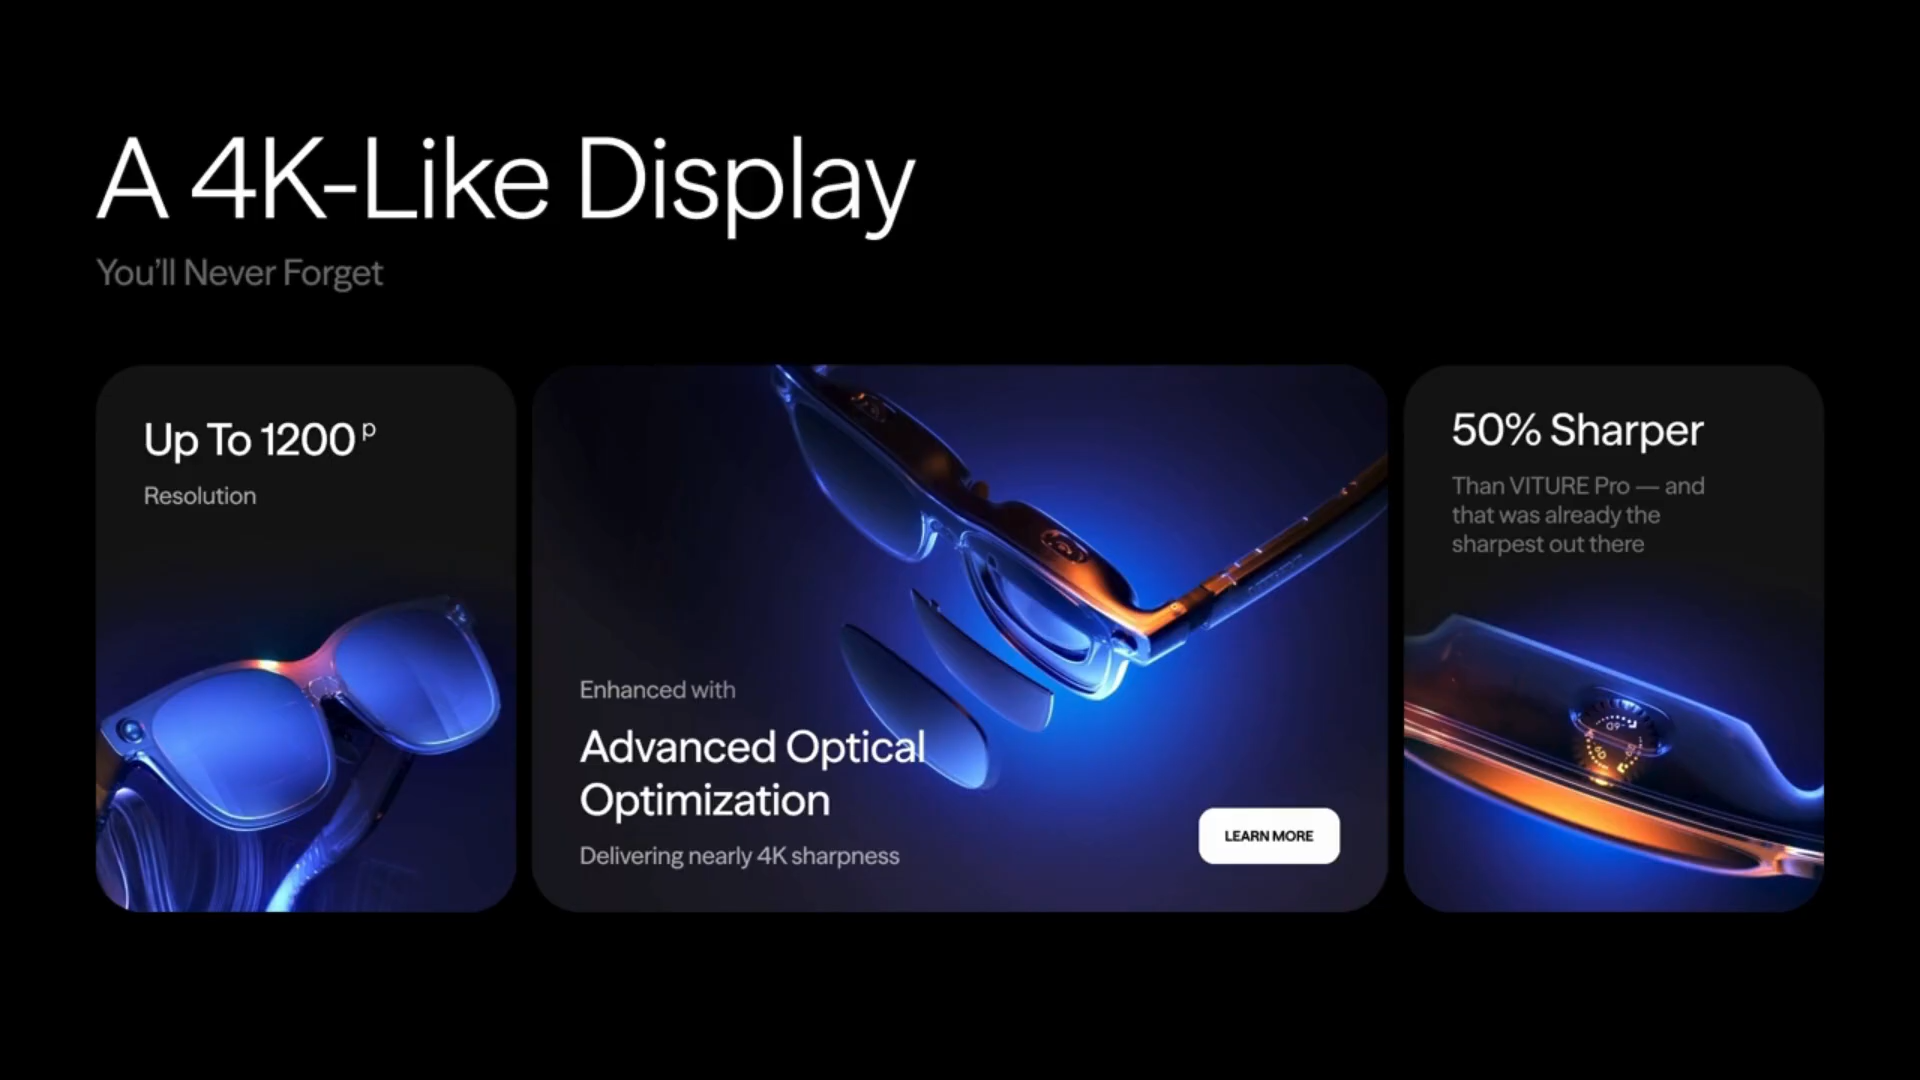 A 4K-Like Display
You’ll Never Forget
Up To 1200p
Resolution
Enhanced with
Advanced Optical
Optimization
Delivering nearly 4K sharpness
LEARN MORE
50% Sharper
Than VITURE Pro — and
that was already the
sharpest out there